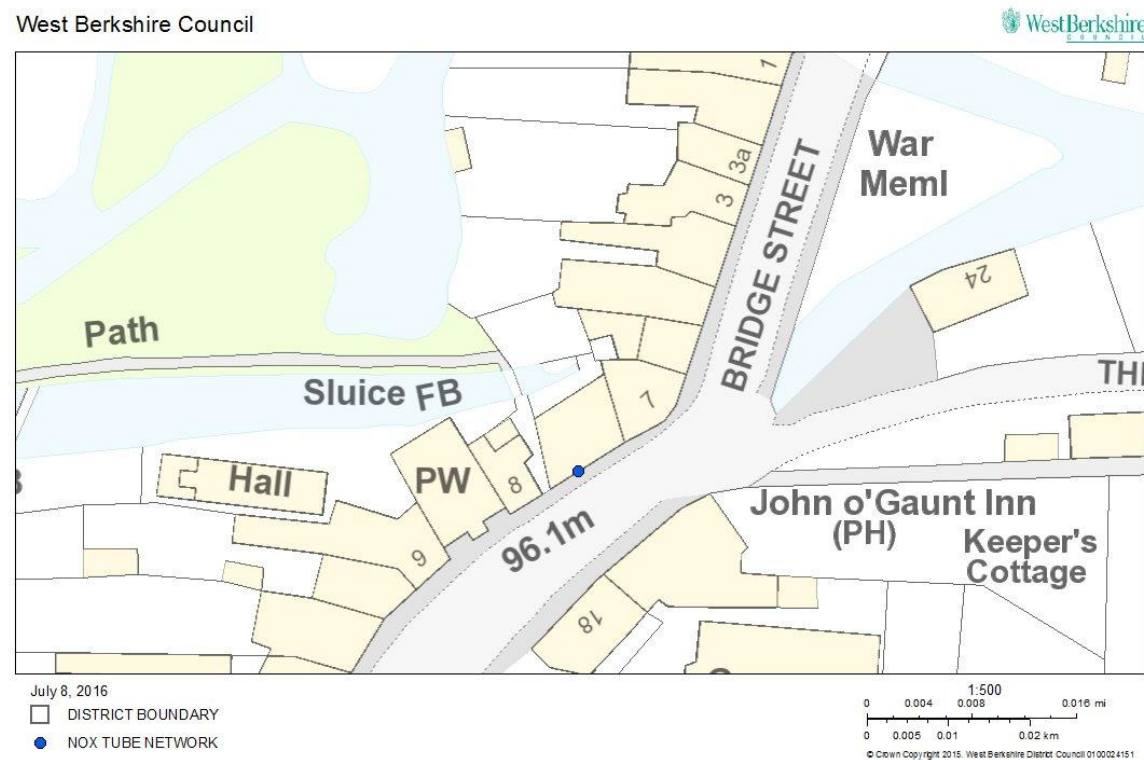 West Berkshire Council
WestBerkshire
COUNCIL
1
3a
3
BRIDGE STREET
War
Meml
24
Path
Sluice FB
7
Hall
PW
8
9
96.1m
18
John o'Gaunt Inn
(PH)
Keeper's
Cottage
July 8, 2016
DISTRICT BOUNDARY
NOX TUBE NETWORK
1:500
0 0.004 0.008 0.016 mi
0 0.005 0.01 0.02 km
© Crown Copyright 2015. West Berkshire District Council 0100024151